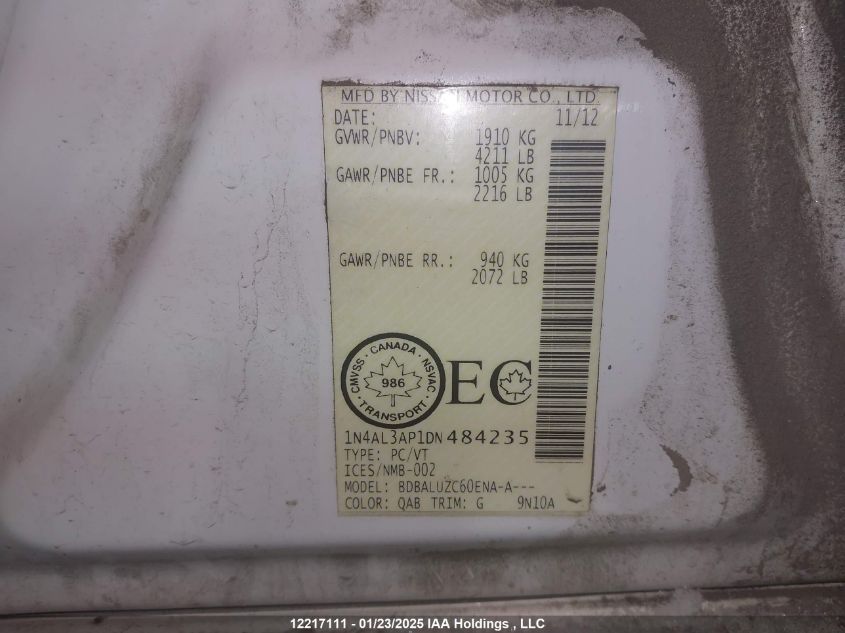 MFD BY NISSAN MOTOR CO., LTD.
DATE: 11/12
GVWR/PNBV: 1910 KG
4211 LB
GAWR/PNBE FR.: 1005 KG
2216 LB
GAWR/PNBE RR.: 940 KG
2072 LB
CMVSS · CANADA · NSVAC · TRANSPORT ·
986
EC
1N4AL3AP1DN484235
TYPE: PC/VT
ICES/NMB-002
MODEL: BDBALUZC60ENA-A---
COLOR: QAB TRIM: G 9N10A
12217111 - 01/23/2025 IAA Holdings , LLC